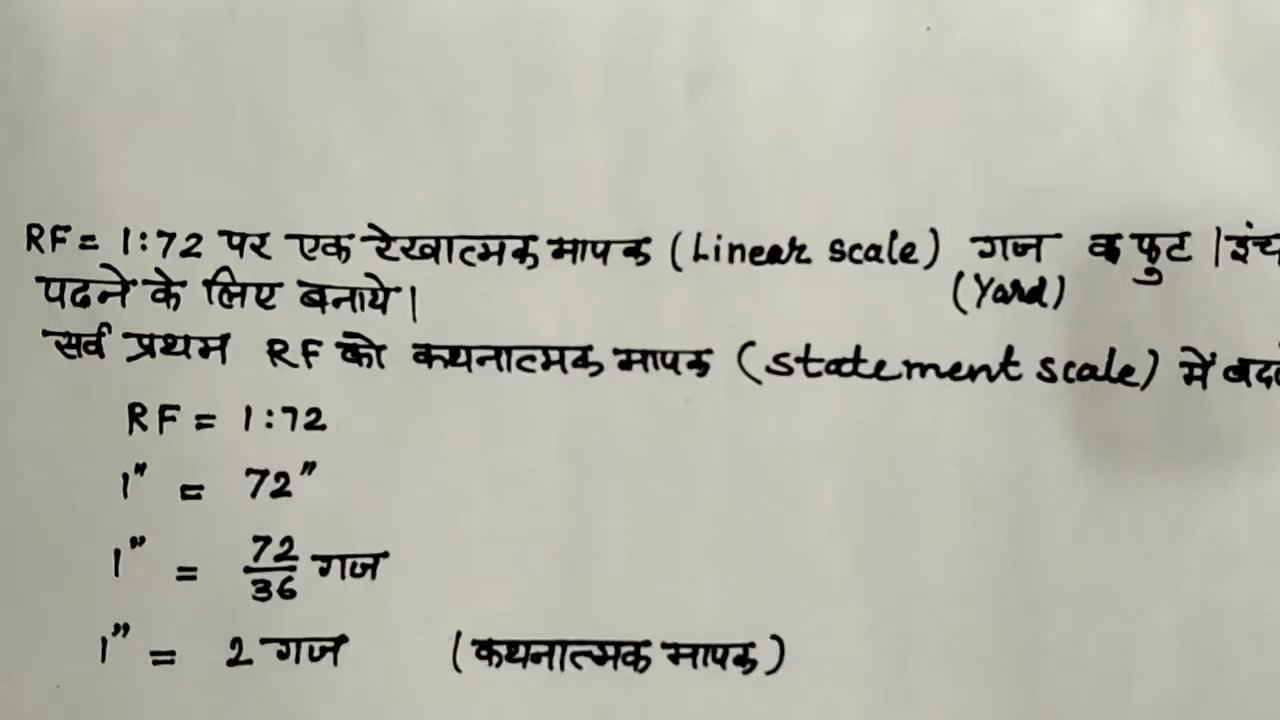 RF = 1:72 पर एक रेखात्मक मापक (Linear scale) गज व फुट । इंच
पढने के लिए बनाये। (Yard)
सर्व प्रथम RF को कथनात्मक मापक (statement scale) में
RF = 1:72
1" = 72"
1" = 72/36 गज
1" = 2 गज (कथनात्मक मापक)